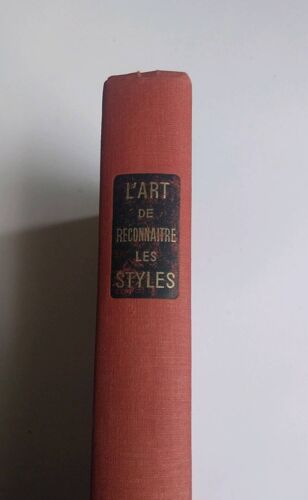 L'ART
DE
RECONNAITRE
LES
STYLES